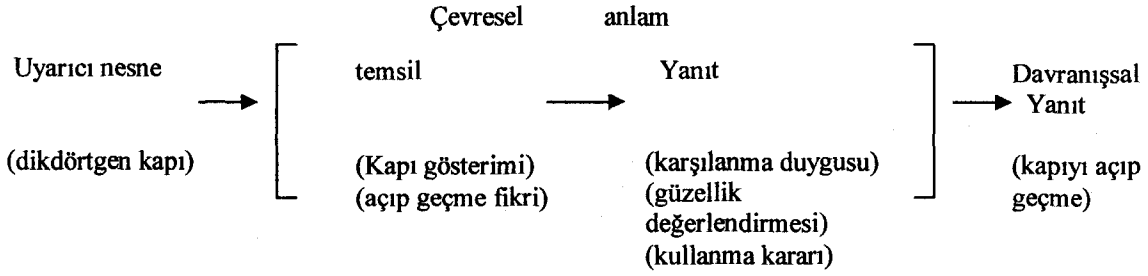 Çevresel anlam
Uyarıcı nesne
(dikdörtgen kapı)
temsil
(Kapı gösterimi)
(açıp geçme fikri)
Yanıt
(karşılanma duygusu)
(güzellik
değerlendirmesi)
(kullanma kararı)
Davranışsal
Yanıt
(kapıyı açıp
geçme)